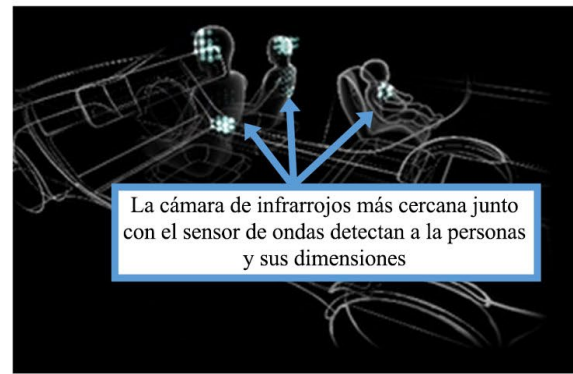 La cámara de infrarrojos más cercana junto
con el sensor de ondas detectan a la personas
y sus dimensiones